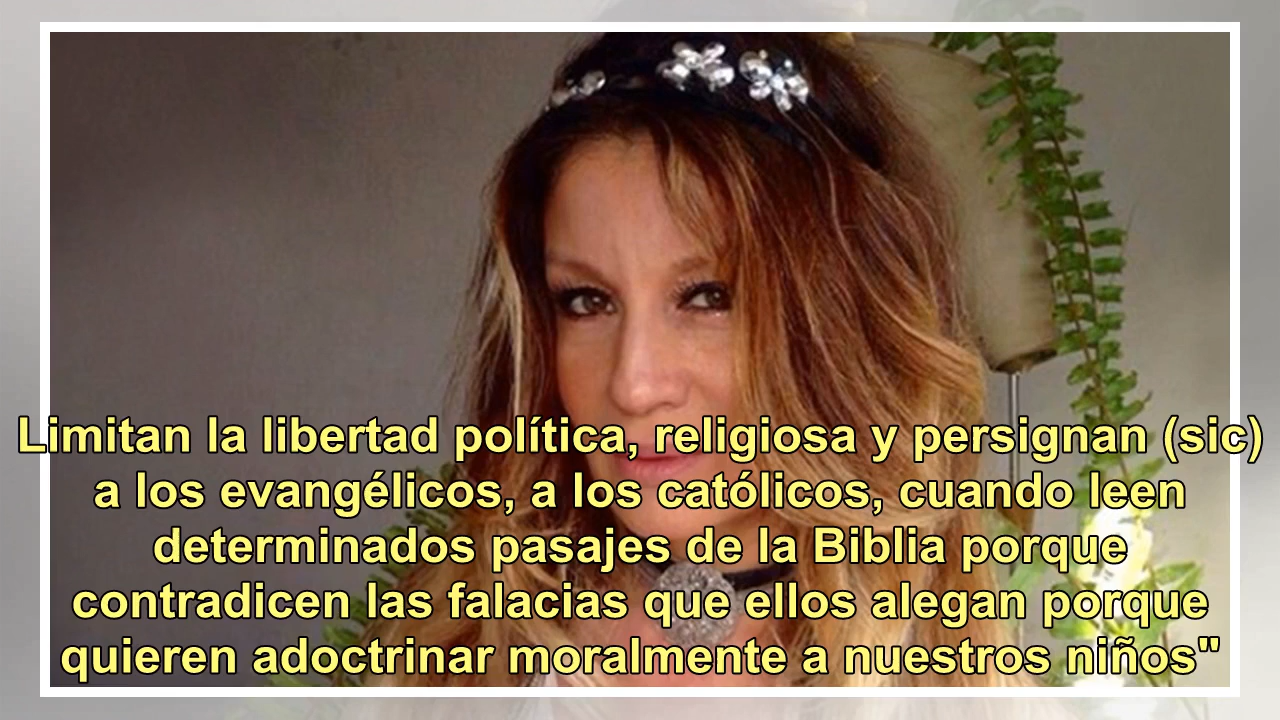 Limitan la libertad política, religiosa y persignan (sic)
a los evangélicos, a los católicos, cuando leen
determinados pasajes de la Biblia porque
contradicen las falacias que ellos alegan porque
quieren adoctrinar moralmente a nuestros niños"